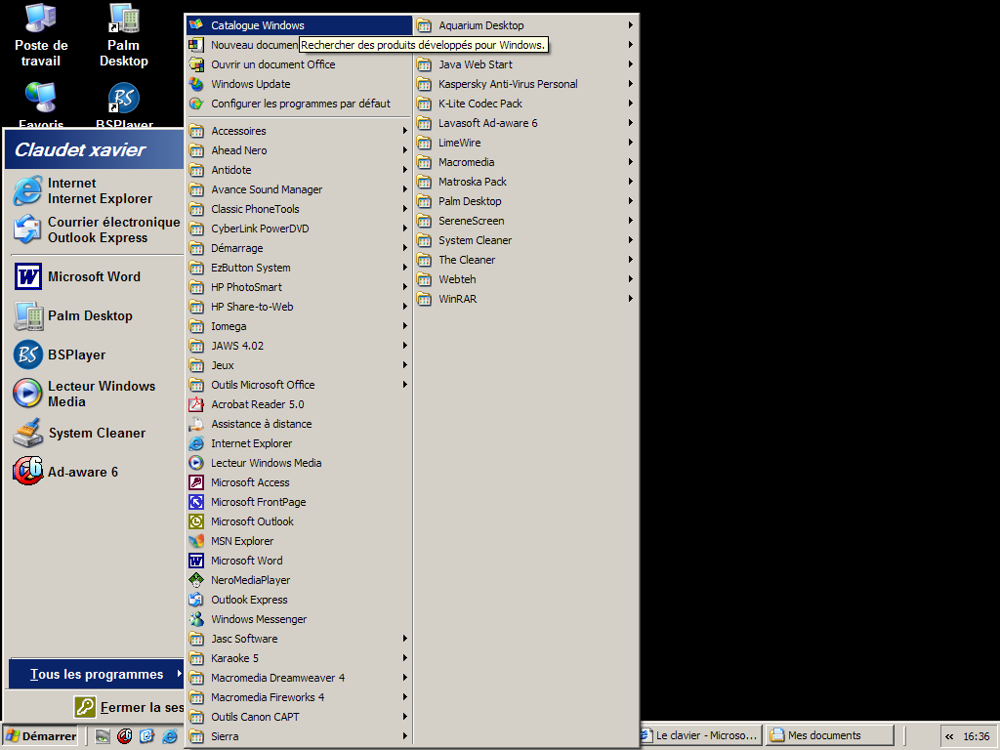 Poste de
travail
Palm
Desktop
Favoris
BSPlayer
Claudet xavier
Internet
Internet Explorer
Courrier électronique
Outlook Express
Microsoft Word
Palm Desktop
BSPlayer
Lecteur Windows
Media
System Cleaner
Ad-aware 6
Tous les programmes
Fermer la ses
Catalogue Windows
Nouveau documen
Rechercher des produits développés pour Windows.
Ouvrir un document Office
Windows Update
Configurer les programmes par défaut
Accessoires
Ahead Nero
Antidote
Avance Sound Manager
Classic PhoneTools
CyberLink PowerDVD
Démarrage
EzButton System
HP PhotoSmart
HP Share-to-Web
Iomega
JAWS 4.02
Jeux
Outils Microsoft Office
Acrobat Reader 5.0
Assistance à distance
Internet Explorer
Lecteur Windows Media
Microsoft Access
Microsoft FrontPage
Microsoft Outlook
MSN Explorer
Microsoft Word
NeroMediaPlayer
Outlook Express
Windows Messenger
Jasc Software
Karaoke 5
Macromedia Dreamweaver 4
Macromedia Fireworks 4
Outils Canon CAPT
Sierra
Aquarium Desktop
Java Web Start
Kaspersky Anti-Virus Personal
K-Lite Codec Pack
Lavasoft Ad-aware 6
LimeWire
Macromedia
Matroska Pack
Palm Desktop
SereneScreen
System Cleaner
The Cleaner
Webteh
WinRAR
Démarrer
Le clavier - Microso...
Mes documents
« 16:36